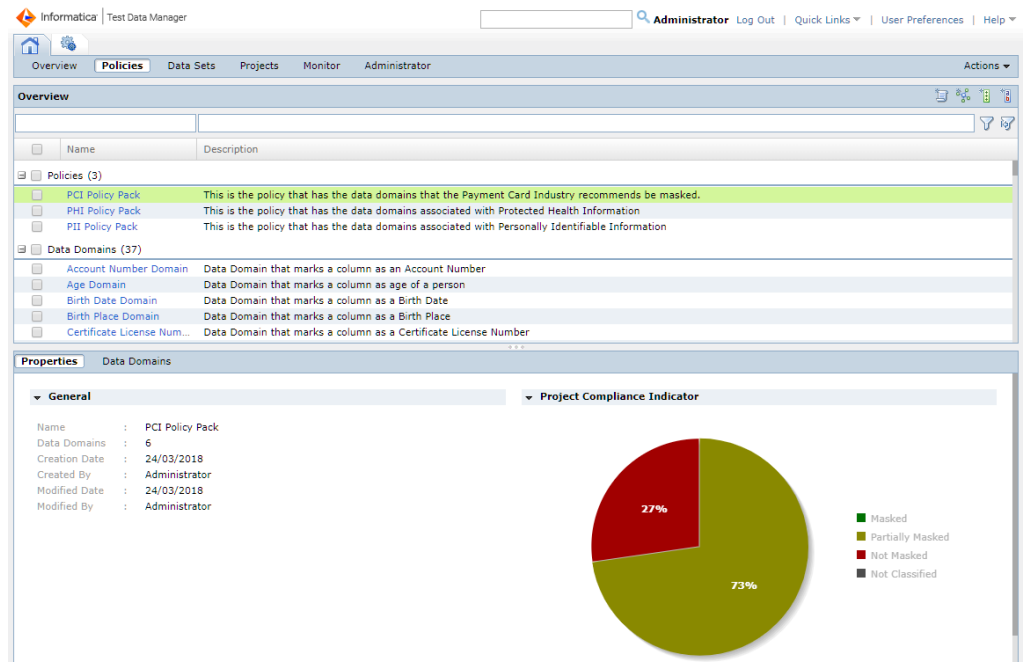 Informatica Test Data Manager
Administrator Log Out | Quick Links | User Preferences | Help
Overview Policies Data Sets Projects Monitor Administrator Actions
Overview
Name Description
Policies (3)
PCI Policy Pack This is the policy that has the data domains that the Payment Card Industry recommends be masked.
PHI Policy Pack This is the policy that has the data domains associated with Protected Health Information
PII Policy Pack This is the policy that has the data domains associated with Personally Identifiable Information
Data Domains (37)
Account Number Domain Data Domain that marks a column as an Account Number
Age Domain Data Domain that marks a column as age of a person
Birth Date Domain Data Domain that marks a column as a Birth Date
Birth Place Domain Data Domain that marks a column as a Birth Place
Certificate License Num... Data Domain that marks a column as a Certificate License Number
Properties Data Domains
General
Name : PCI Policy Pack
Data Domains : 6
Creation Date : 24/03/2018
Created By : Administrator
Modified Date : 24/03/2018
Modified By : Administrator
Project Compliance Indicator
27%
73%
Masked
Partially Masked
Not Masked
Not Classified